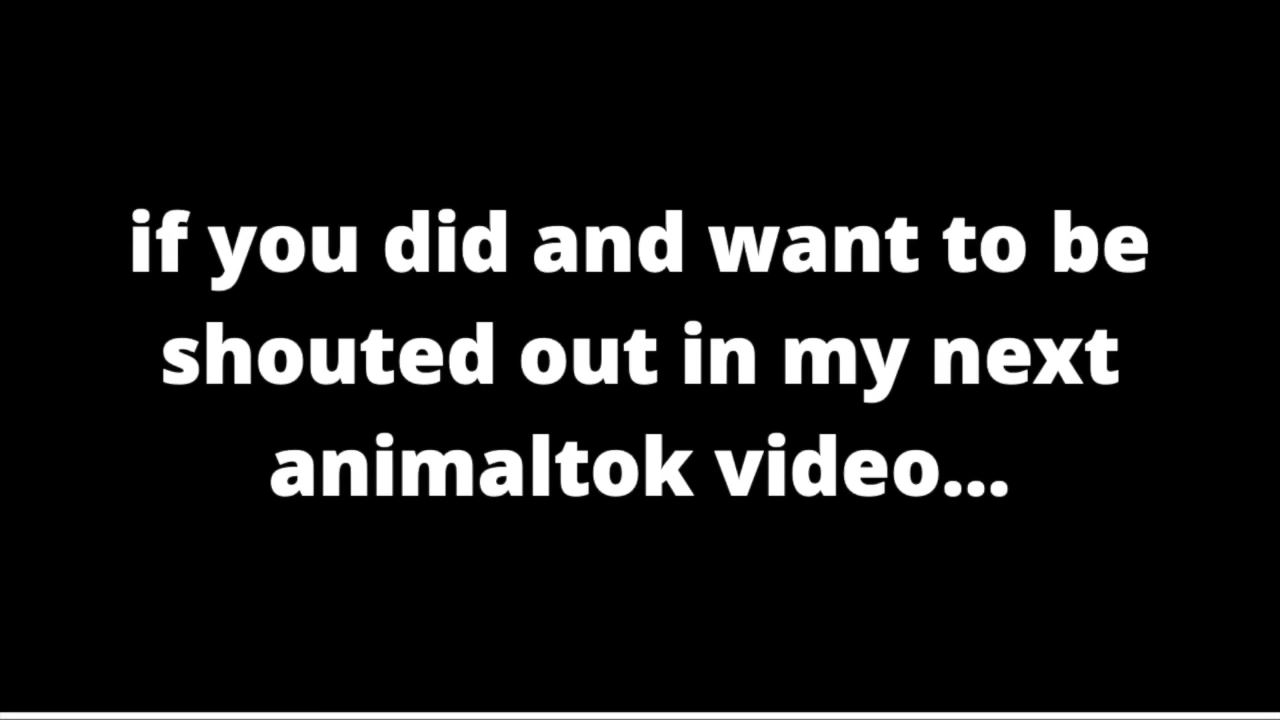 if you did and want to be
shouted out in my next
animaltok video...